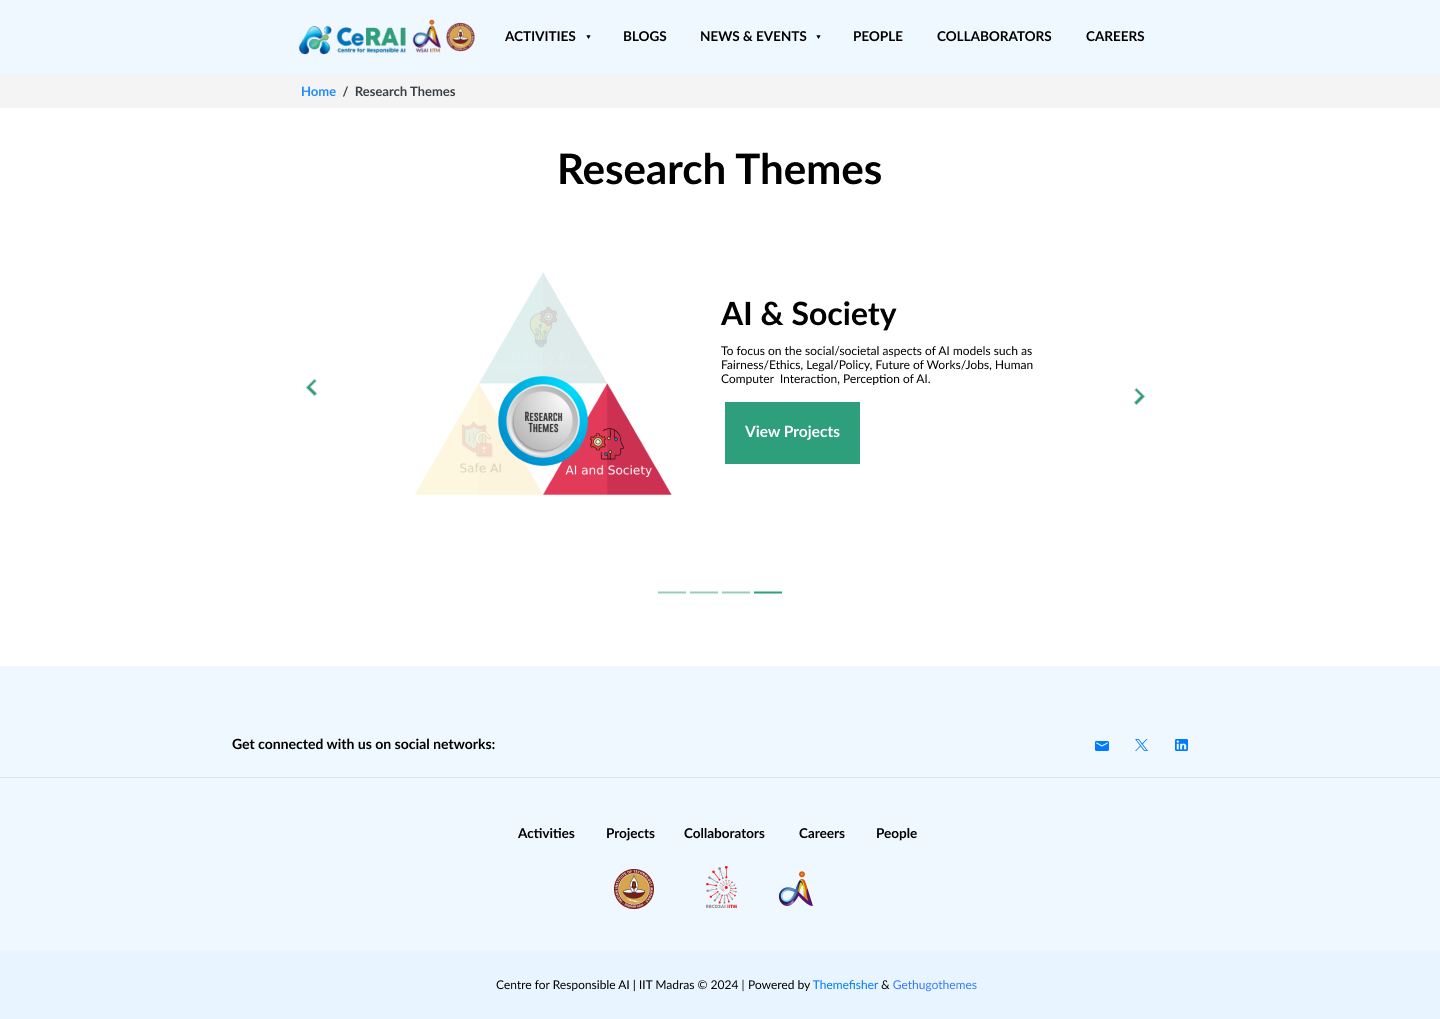 CeRAI
Centre for Responsible AI
WSAI IITM
ACTIVITIES
BLOGS
NEWS & EVENTS
PEOPLE
COLLABORATORS
CAREERS
Home / Research Themes
Research Themes
RESEARCH
THEMES
Safe AI
AI and Society
AI & Society
To focus on the social/societal aspects of AI models such as
Fairness/Ethics, Legal/Policy, Future of Works/Jobs, Human
Computer  Interaction, Perception of AI.
View Projects
Get connected with us on social networks:
Activities
Projects
Collaborators
Careers
People
Centre for Responsible AI | IIT Madras © 2024 | Powered by Themefisher & Gethugothemes